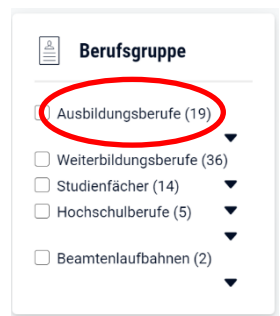 Berufsgruppe
Ausbildungsberufe (19)
Weiterbildungsberufe (36)
Studienfächer (14)
Hochschulberufe (5)
Beamtenlaufbahnen (2)